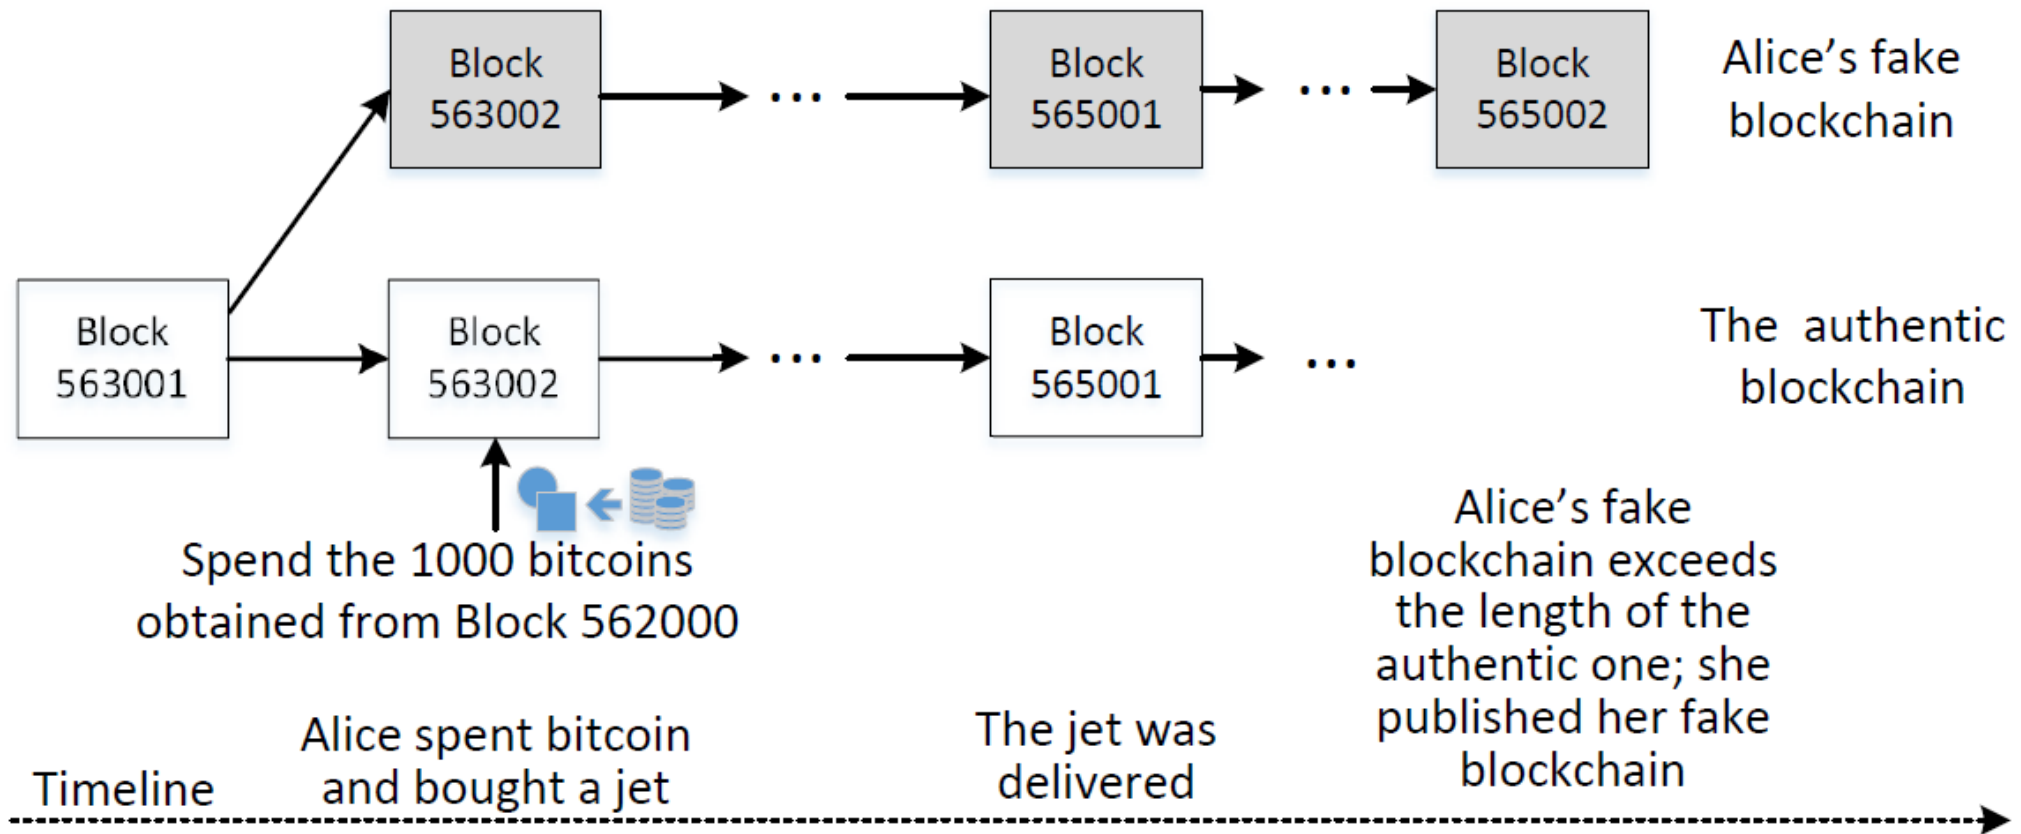 Block
563002
...
Block
565001
...
Block
565002
Alice’s fake
blockchain
Block
563001
Block
563002
...
Block
565001
...
The authentic
blockchain
Spend the 1000 bitcoins
obtained from Block 562000
Alice’s fake
blockchain exceeds
the length of the
authentic one; she
published her fake
blockchain
Timeline
Alice spent bitcoin
and bought a jet
The jet was
delivered